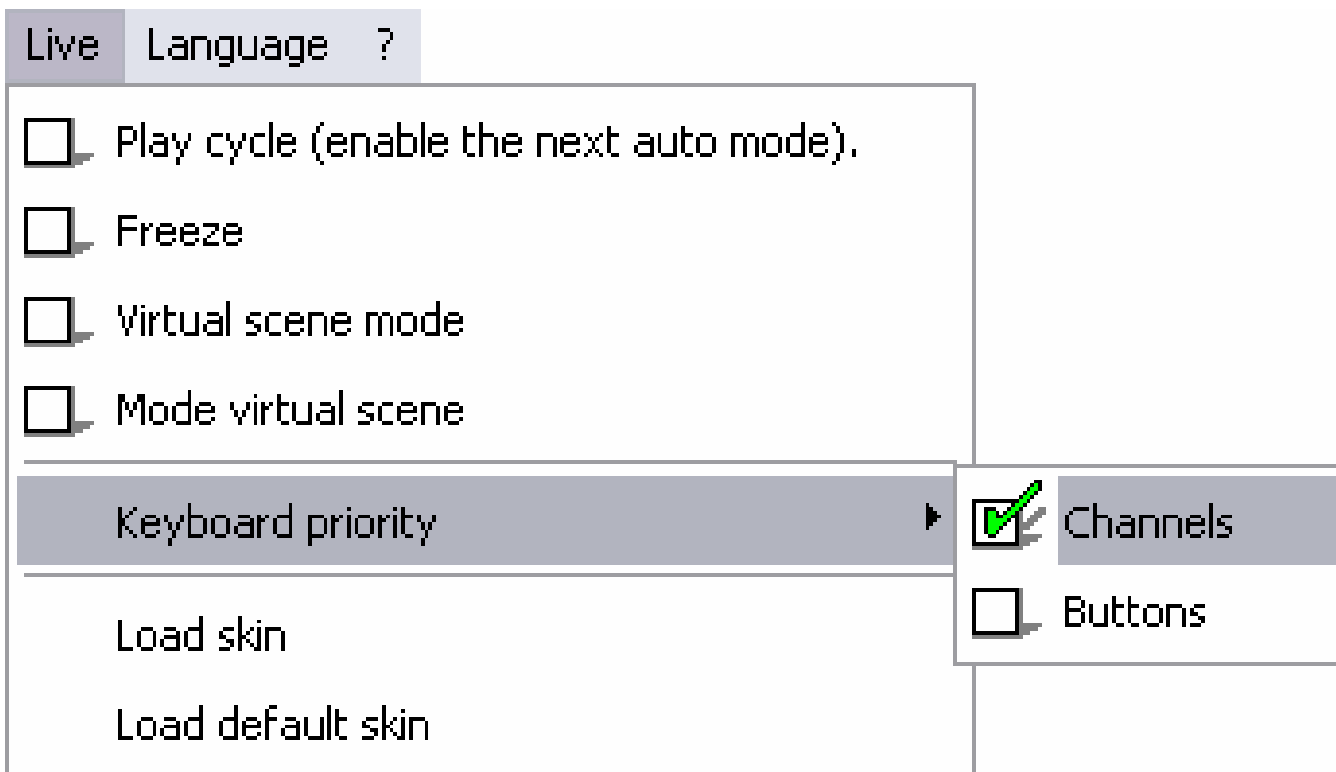 Live Language ?
Play cycle (enable the next auto mode).
Freeze
Virtual scene mode
Mode virtual scene
Keyboard priority
Channels
Buttons
Load skin
Load default skin